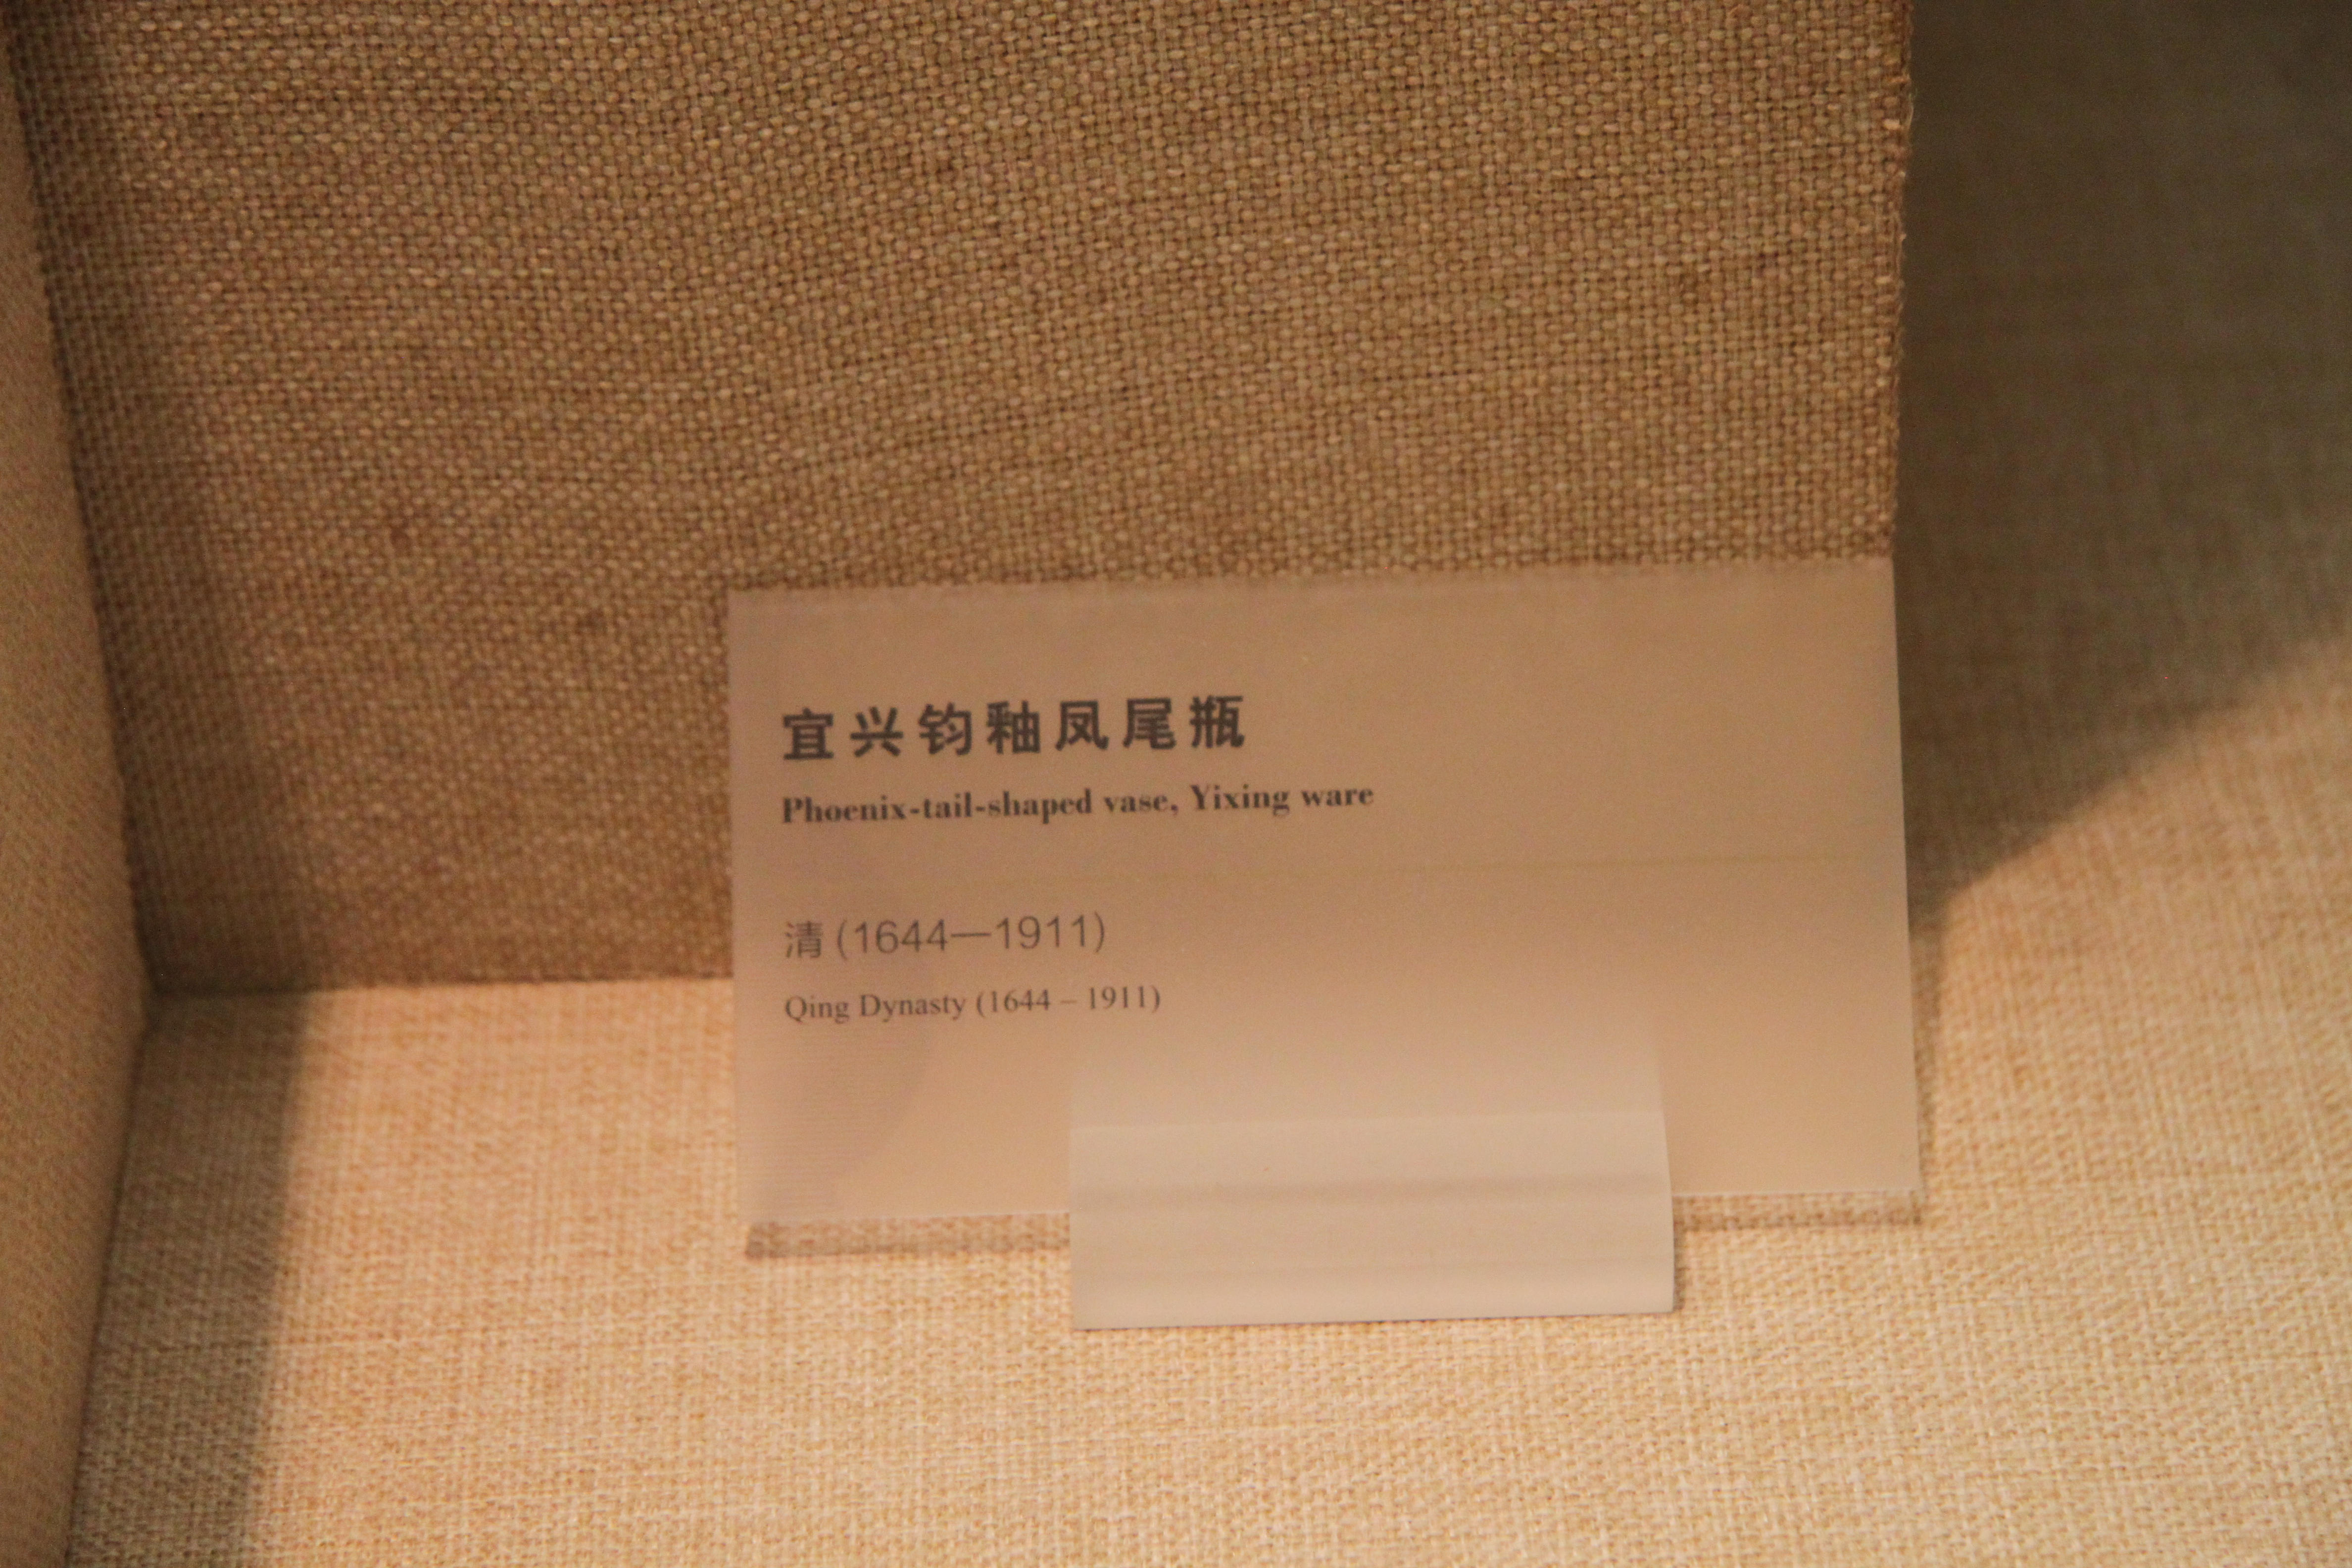 宜兴钧釉凤尾瓶
Phoenix-tail-shaped vase, Yixing ware
清 (1644—1911)
Qing Dynasty (1644 – 1911)